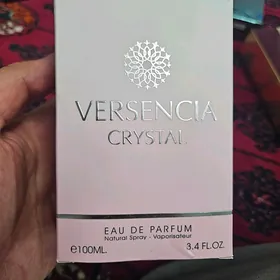 VERSENCIA
CRYSTAL
EAU DE PARFUM
Natural Spray - Vaporisateur
℮100ML. 3.4 FL.OZ.